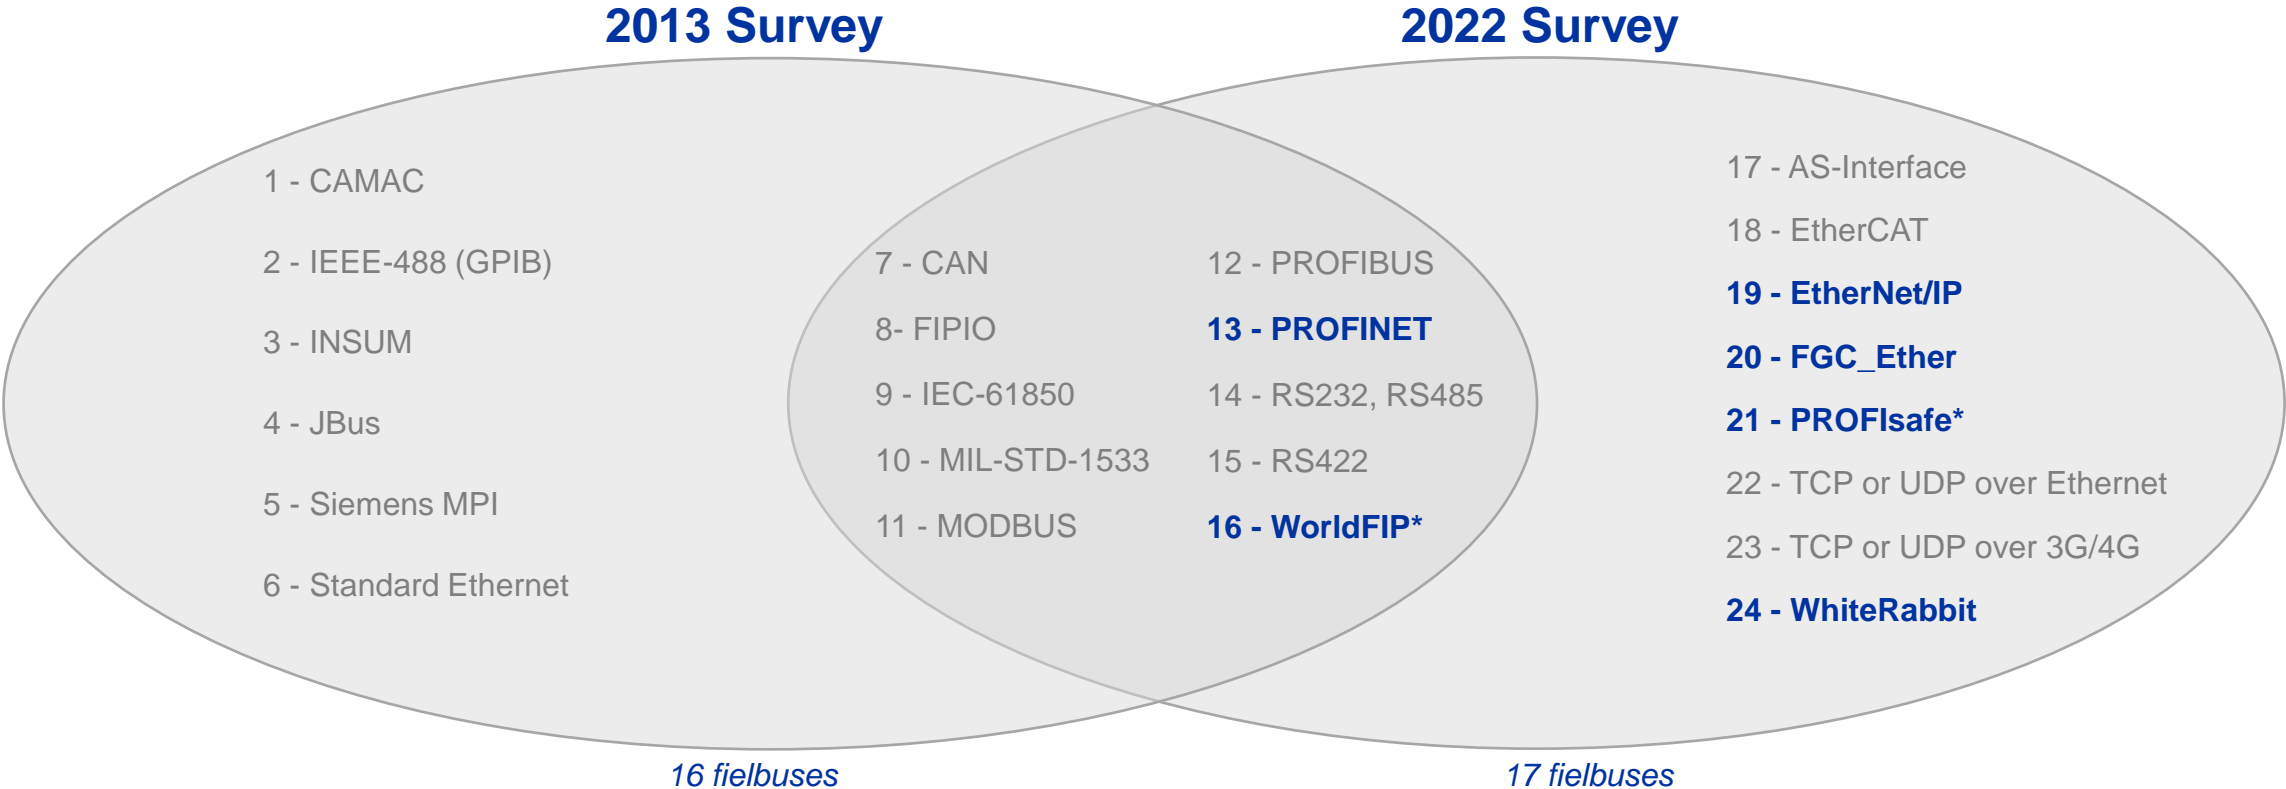 2013 Survey
2022 Survey
1 - CAMAC
2 - IEEE-488 (GPIB)
3 - INSUM
4 - JBus
5 - Siemens MPI
6 - Standard Ethernet
7 - CAN
8- FIPIO
9 - IEC-61850
10 - MIL-STD-1533
11 - MODBUS
12 - PROFIBUS
13 - PROFINET
14 - RS232, RS485
15 - RS422
16 - WorldFIP*
17 - AS-Interface
18 - EtherCAT
19 - EtherNet/IP
20 - FGC_Ether
21 - PROFIsafe*
22 - TCP or UDP over Ethernet
23 - TCP or UDP over 3G/4G
24 - WhiteRabbit
16 fielbuses
17 fielbuses